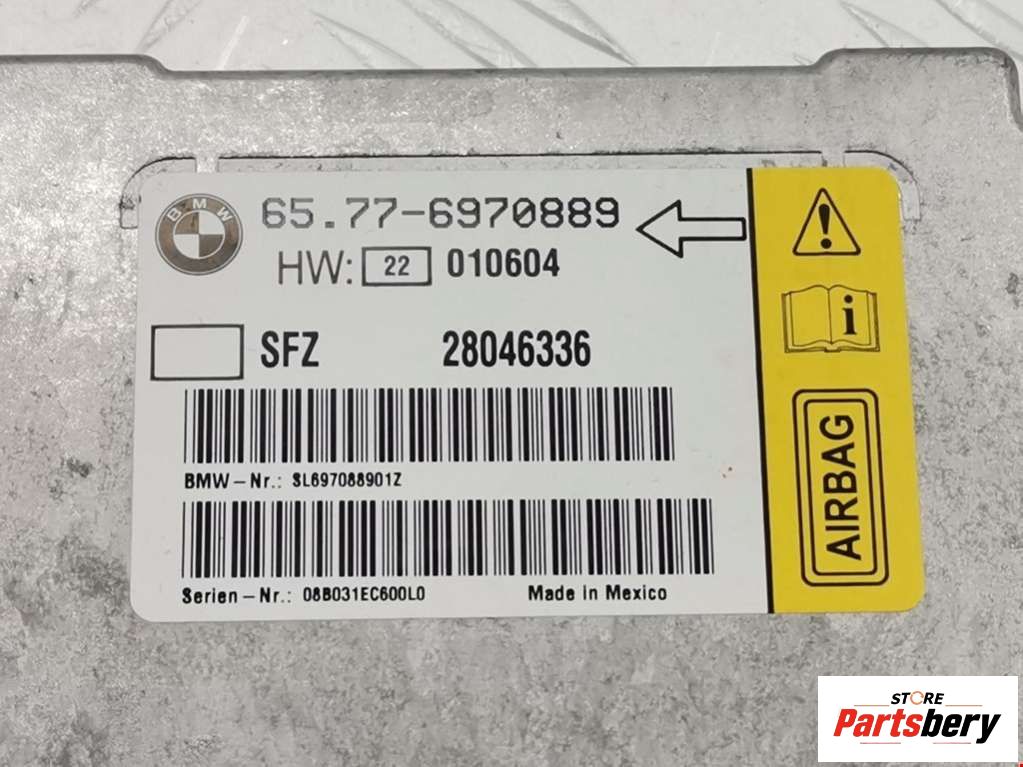 BMW
65.77-6970889
HW: 22 010604
SFZ 28046336
BMW-Nr.: SL697088901Z
Serien-Nr.: 08B031EC600L0 Made in Mexico
i
AIRBAG
STORE
Partsbery